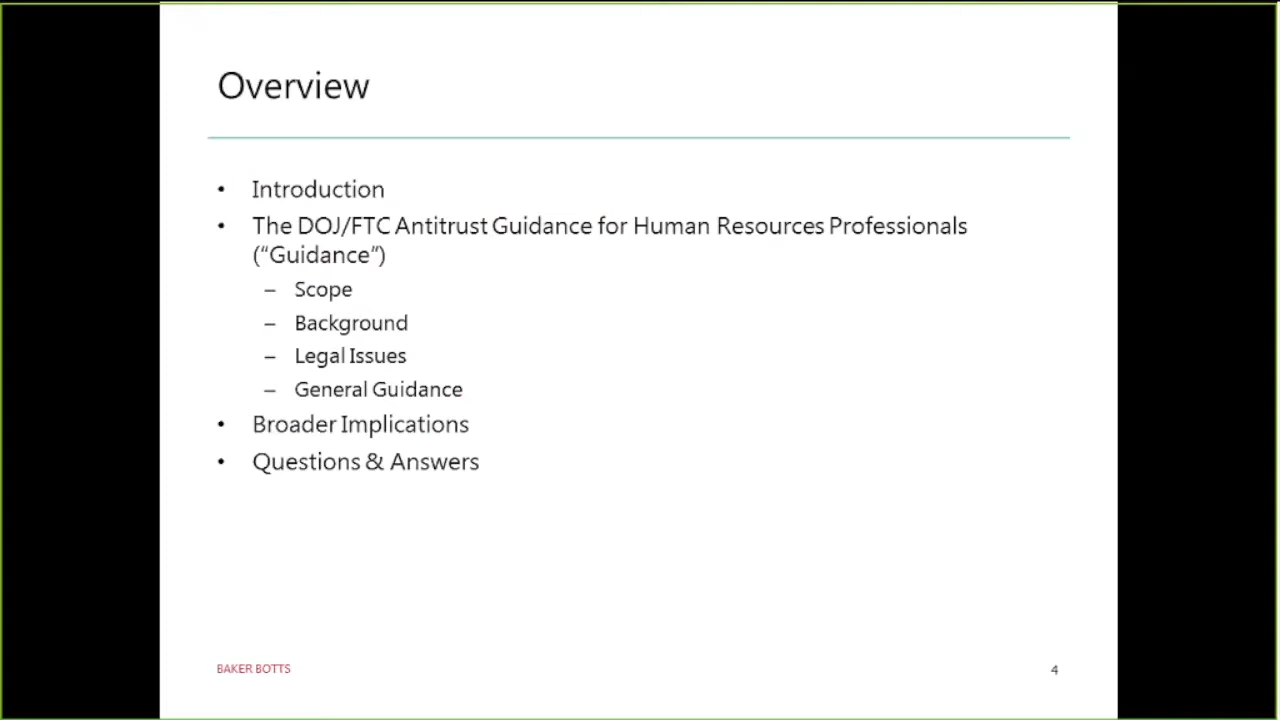 Overview
• Introduction
• The DOJ/FTC Antitrust Guidance for Human Resources Professionals
(“Guidance”)
– Scope
– Background
– Legal Issues
– General Guidance
• Broader Implications
• Questions & Answers
BAKER BOTTS
4